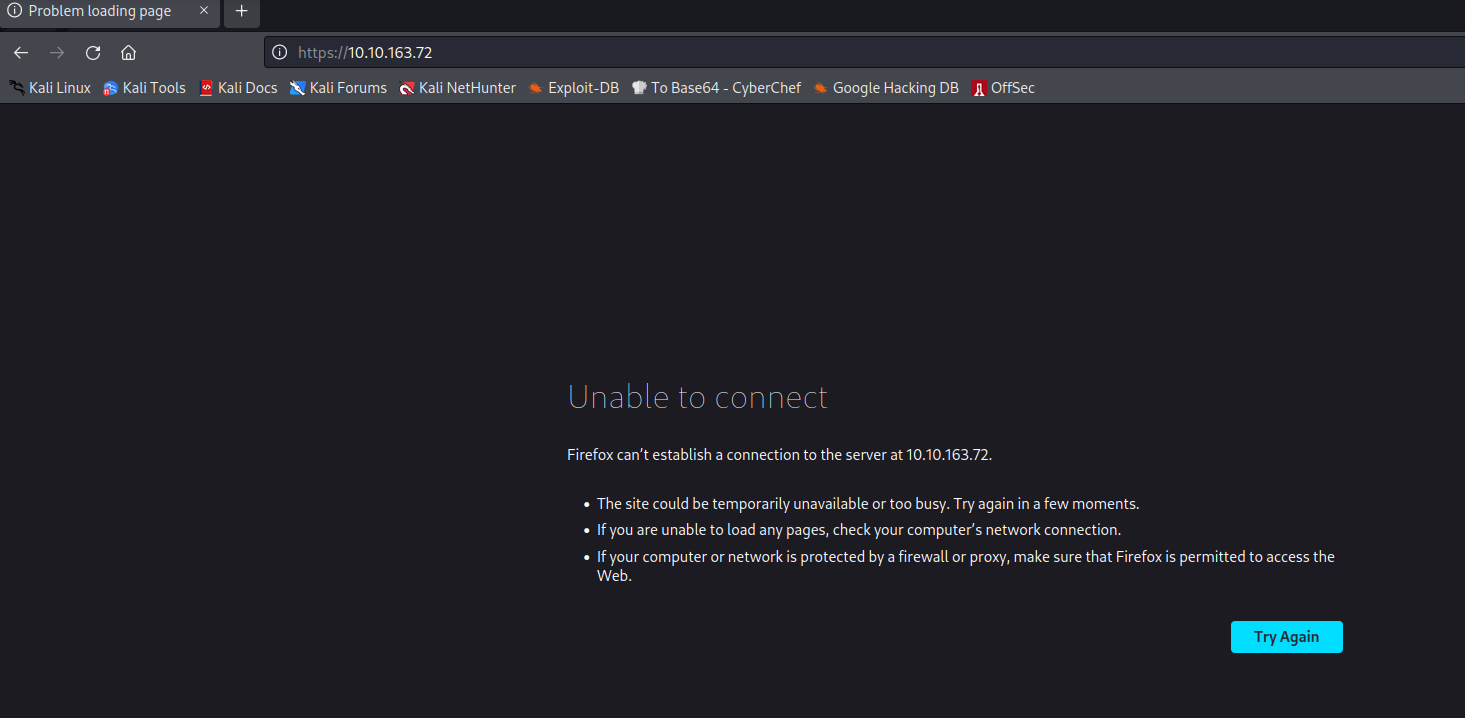 Problem loading page
https://10.10.163.72
Kali Linux Kali Tools Kali Docs Kali Forums Kali NetHunter Exploit-DB To Base64 - CyberChef Google Hacking DB OffSec
Unable to connect
Firefox can’t establish a connection to the server at 10.10.163.72.
The site could be temporarily unavailable or too busy. Try again in a few moments.
If you are unable to load any pages, check your computer’s network connection.
If your computer or network is protected by a firewall or proxy, make sure that Firefox is permitted to access the
Web.
Try Again